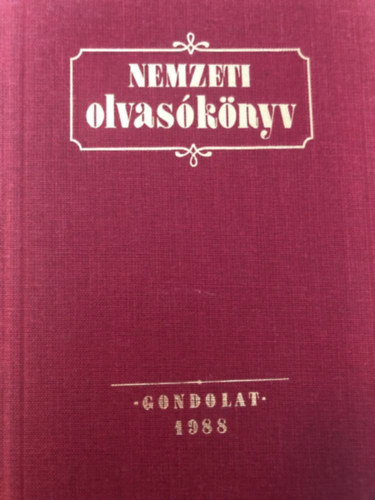 NEMZETI
olvasókönyv
·GONDOLAT·
1988